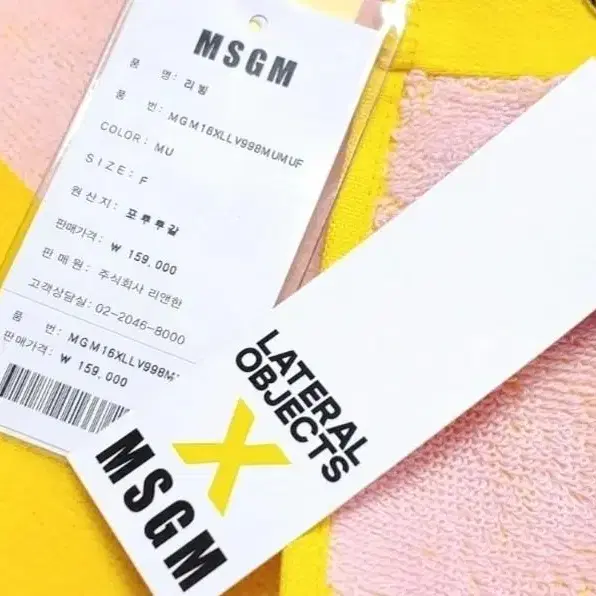 MSGM
품 명: 리빙
품 번: MGM16XLLV998MUMUF
COLOR: MU
SIZE: F
원산지: 포루투갈
판매가격: ₩ 159,000
판매원: 주식회사 리앤한
고객상담실: 02-2046-8000
품 번: MGM16XLLV998M
판매가격: ₩ 159,000
LATERAL
OBJECTS
X
MSGM